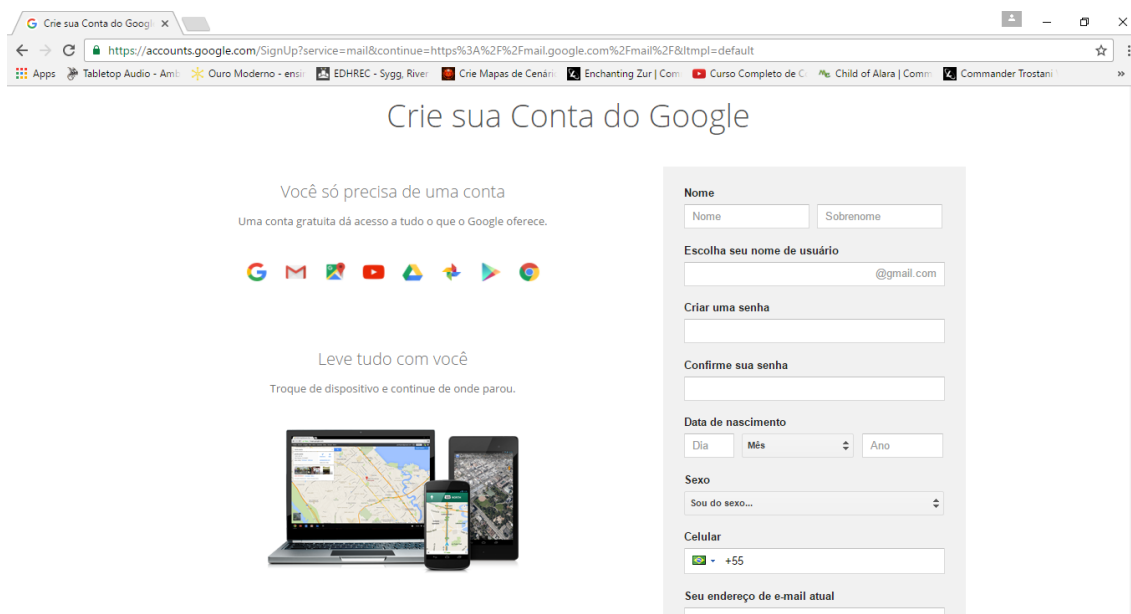 Crie sua Conta do Googl
https://accounts.google.com/SignUp?service=mail&continue=https%3A%2F%2Fmail.google.com%2Fmail%2F&ltmpl=default
Apps Tabletop Audio - Amb Ouro Moderno - ensin EDHREC - Sygg, River Crie Mapas de Cenári Enchanting Zur | Com Curso Completo de C Child of Alara | Comm Commander Trostani »
Crie sua Conta do Google
Você só precisa de uma conta
Uma conta gratuita dá acesso a tudo o que o Google oferece.
Leve tudo com você
Troque de dispositivo e continue de onde parou.
Nome
Nome Sobrenome
Escolha seu nome de usuário
@gmail.com
Criar uma senha
Confirme sua senha
Data de nascimento
Dia Mês Ano
Sexo
Sou do sexo...
Celular
+55
Seu endereço de e-mail atual